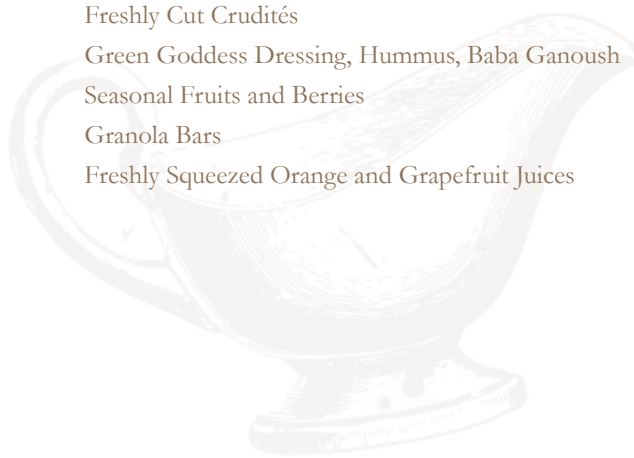 Freshly Cut Crudités
Green Goddess Dressing, Hummus, Baba Ganoush
Seasonal Fruits and Berries
Granola Bars
Freshly Squeezed Orange and Grapefruit Juices